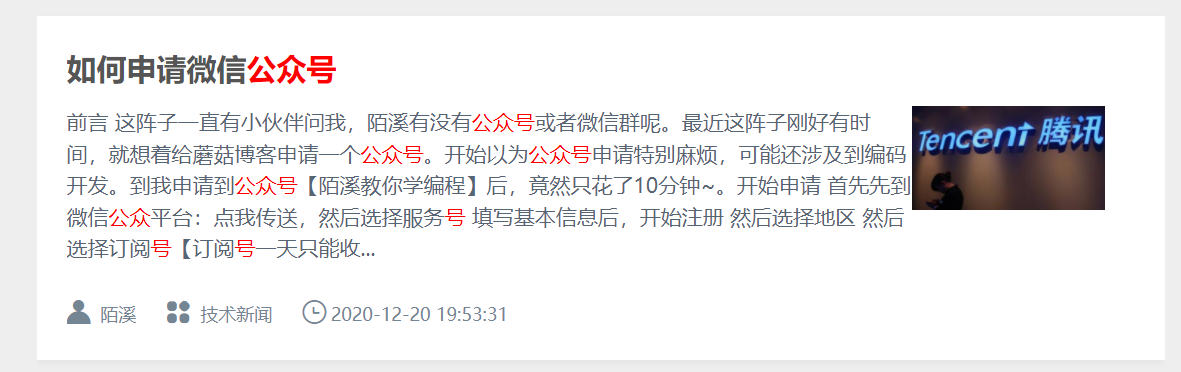 如何申请微信公众号
前言 这阵子一直有小伙伴问我，陌溪有没有公众号或者微信群呢。最近这阵子刚好有时
间，就想着给蘑菇博客申请一个公众号。开始以为公众号申请特别麻烦，可能还涉及到编码
开发。到我申请到公众号【陌溪教你学编程】后，竟然只花了10分钟~。开始申请 首先先到
微信公众平台：点我传送，然后选择服务号 填写基本信息后，开始注册 然后选择地区 然后
选择订阅号【订阅号一天只能收...
Tencent 腾讯
陌溪 技术新闻 2020-12-20 19:53:31